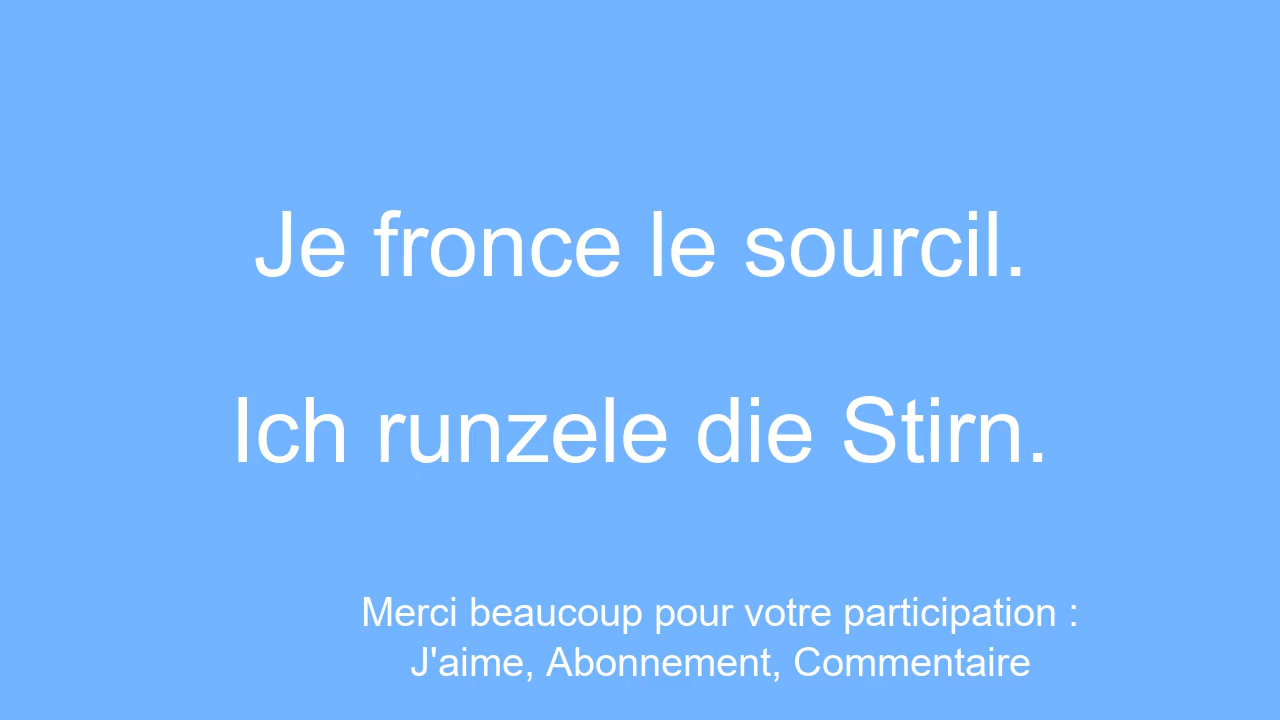 Je fronce le sourcil.
Ich runzele die Stirn.
Merci beaucoup pour votre participation :
J'aime, Abonnement, Commentaire